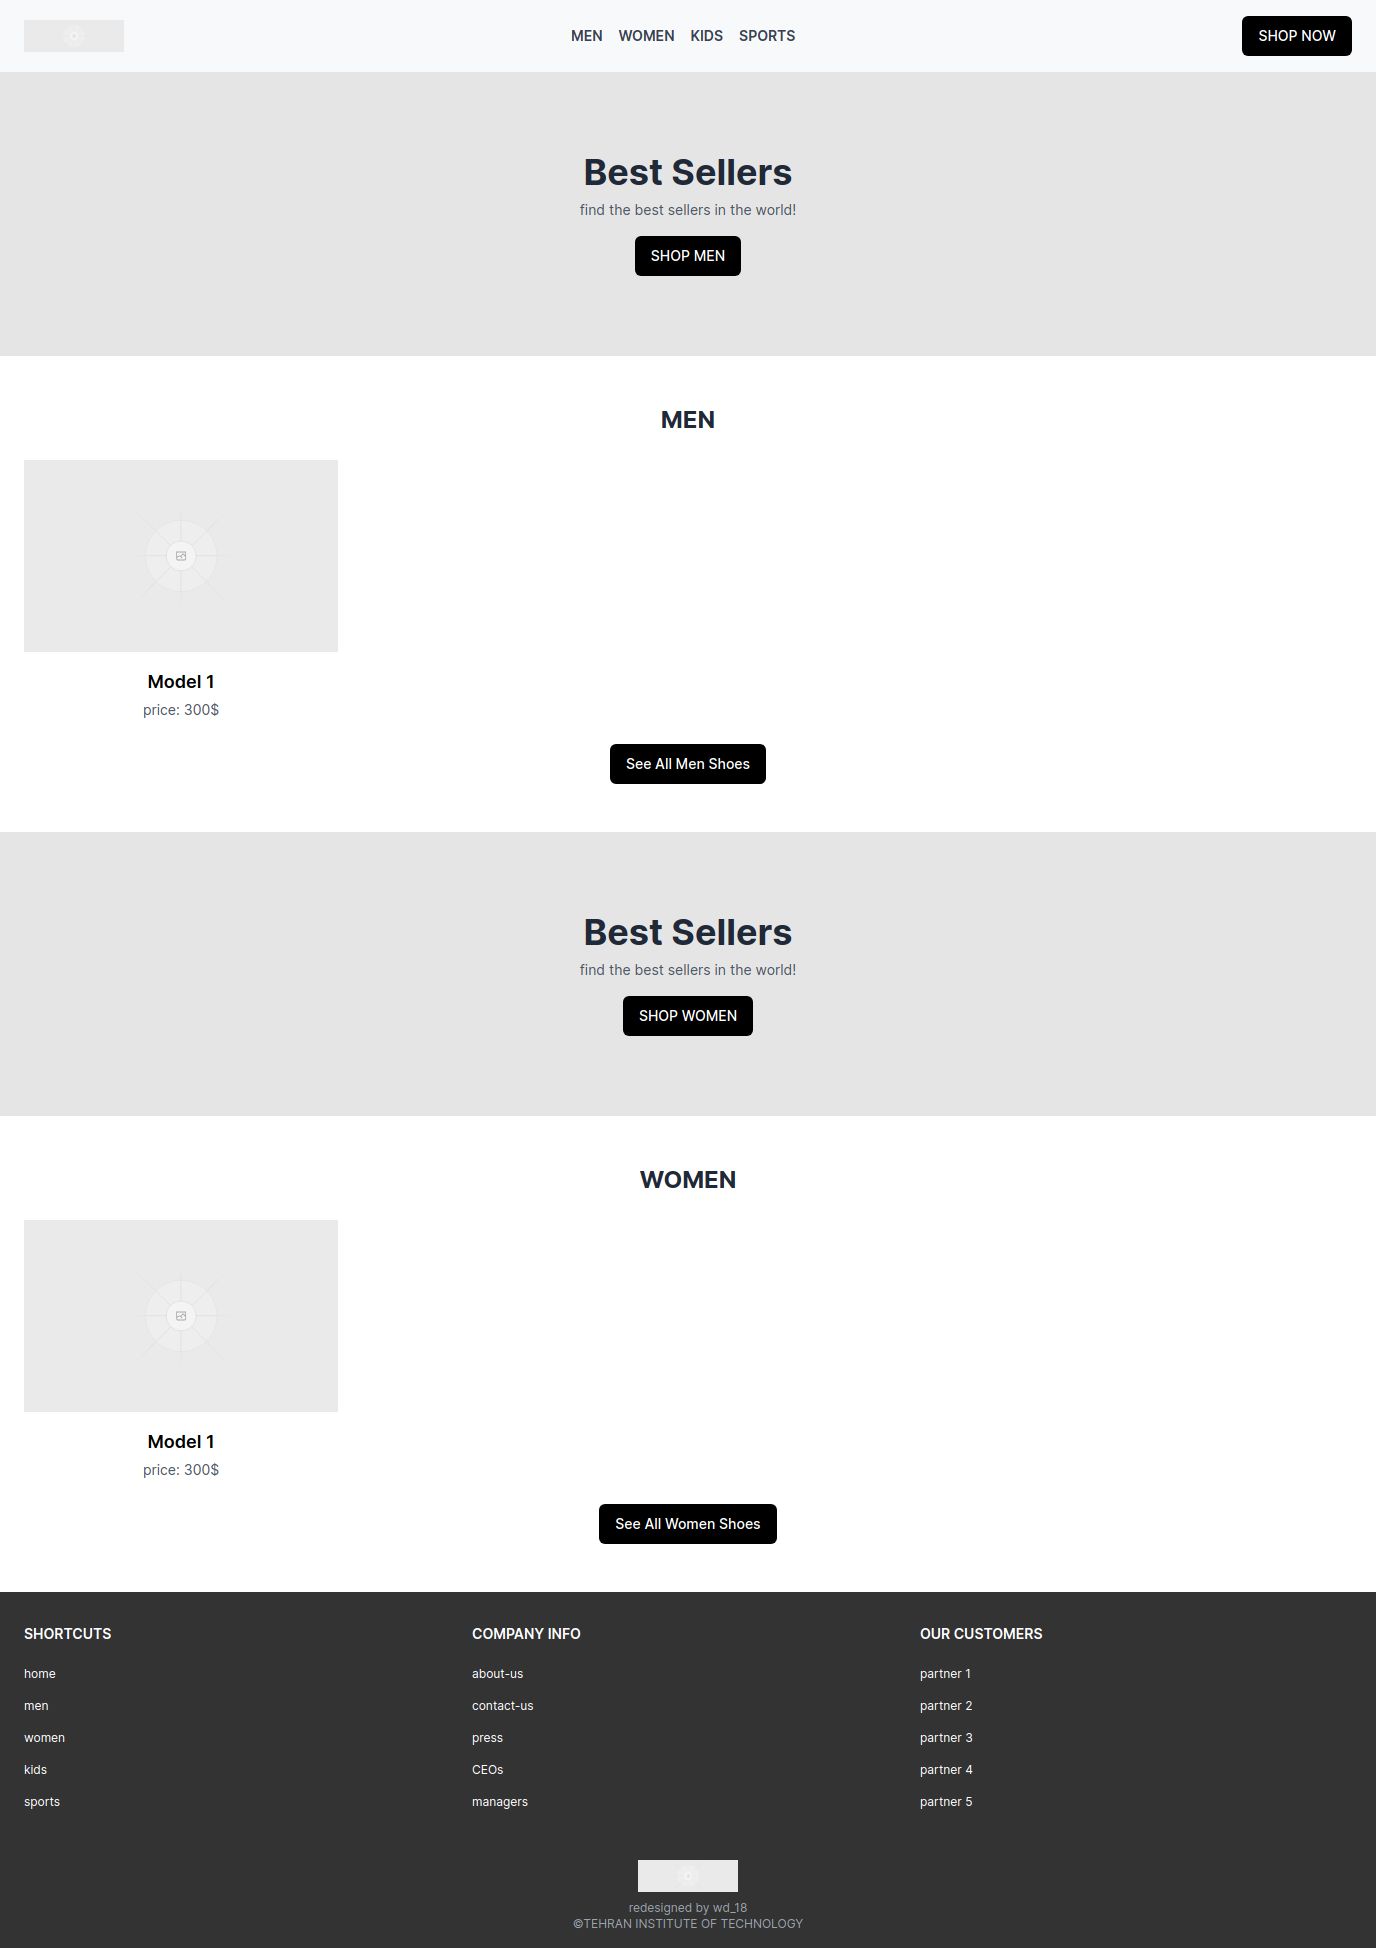 MEN WOMEN KIDS SPORTS SHOP NOW
Best Sellers
find the best sellers in the world!
SHOP MEN
MEN
Model 1
price: 300$
See All Men Shoes
Best Sellers
find the best sellers in the world!
SHOP WOMEN
WOMEN
Model 1
price: 300$
See All Women Shoes
SHORTCUTS
home
men
women
kids
sports
COMPANY INFO
about-us
contact-us
press
CEOs
managers
OUR CUSTOMERS
partner 1
partner 2
partner 3
partner 4
partner 5
redesigned by wd_18
©TEHRAN INSTITUTE OF TECHNOLOGY